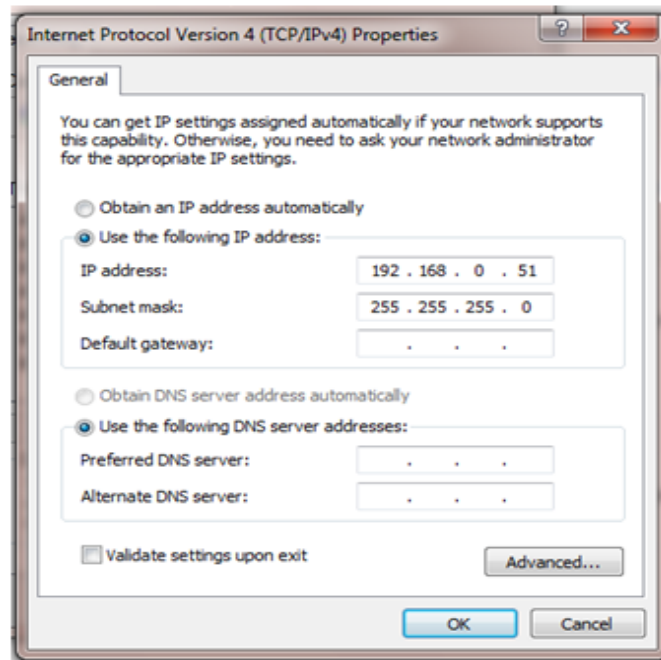 Internet Protocol Version 4 (TCP/IPv4) Properties
General
You can get IP settings assigned automatically if your network supports
this capability. Otherwise, you need to ask your network administrator
for the appropriate IP settings.
Obtain an IP address automatically
Use the following IP address:
IP address: 192 . 168 . 0 . 51
Subnet mask: 255 . 255 . 255 . 0
Default gateway: . . .
Obtain DNS server address automatically
Use the following DNS server addresses:
Preferred DNS server: . . .
Alternate DNS server: . . .
Validate settings upon exit
Advanced...
OK Cancel